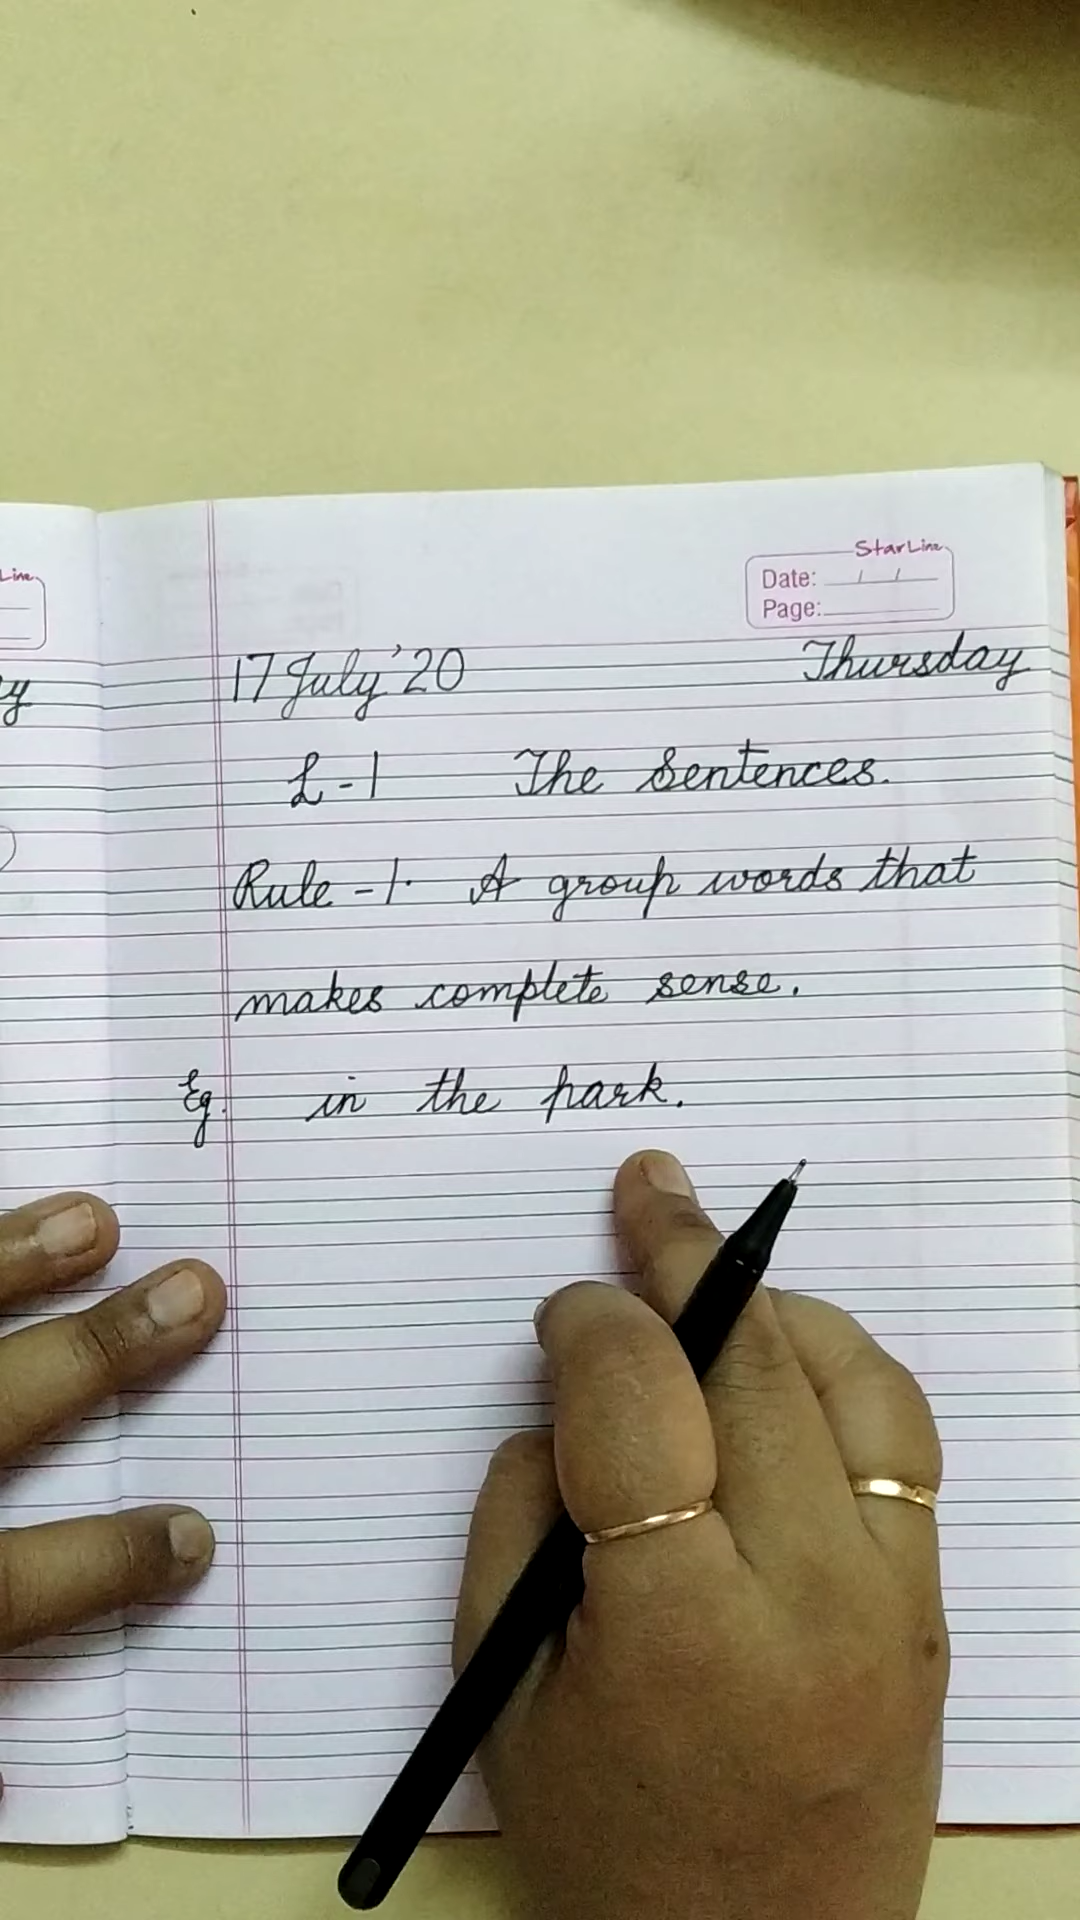 Line
StarLine
Date: / /
Page:
y
17 July '20 Thursday
L-1 The Sentences.
Rule -1. A group words that
makes complete sense.
Eg. in the park.